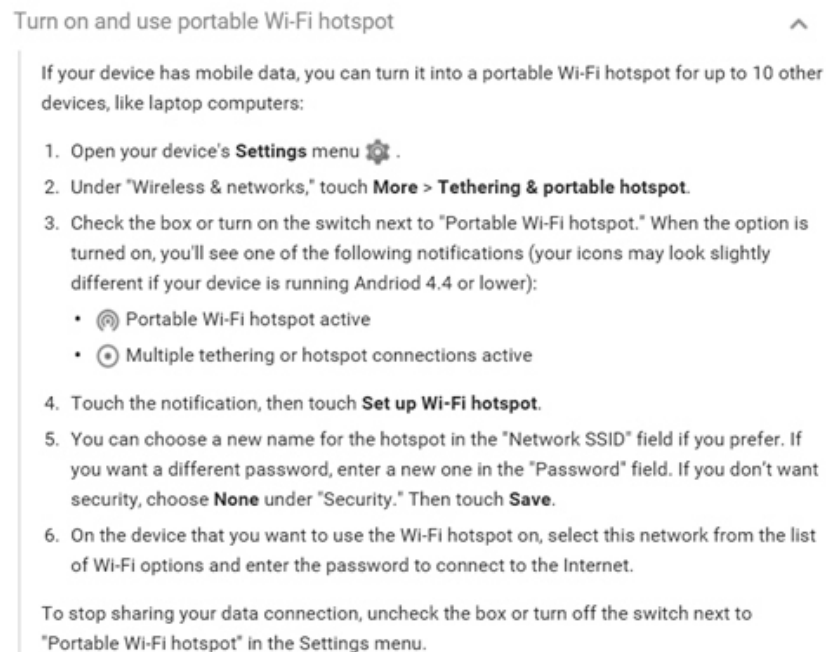 Turn on and use portable Wi-Fi hotspot
If your device has mobile data, you can turn it into a portable Wi-Fi hotspot for up to 10 other
devices, like laptop computers:
1. Open your device's Settings menu .
2. Under "Wireless & networks," touch More > Tethering & portable hotspot.
3. Check the box or turn on the switch next to "Portable Wi-Fi hotspot." When the option is
turned on, you'll see one of the following notifications (your icons may look slightly
different if your device is running Andriod 4.4 or lower):
• Portable Wi-Fi hotspot active
• Multiple tethering or hotspot connections active
4. Touch the notification, then touch Set up Wi-Fi hotspot.
5. You can choose a new name for the hotspot in the "Network SSID" field if you prefer. If
you want a different password, enter a new one in the "Password" field. If you don't want
security, choose None under "Security." Then touch Save.
6. On the device that you want to use the Wi-Fi hotspot on, select this network from the list
of Wi-Fi options and enter the password to connect to the Internet.
To stop sharing your data connection, uncheck the box or turn off the switch next to
"Portable Wi-Fi hotspot" in the Settings menu.